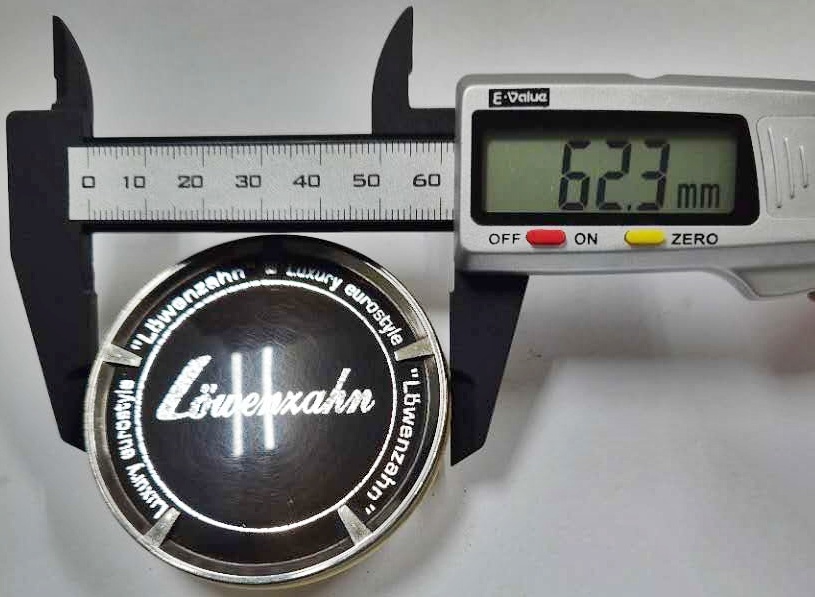 E·Value
62.3 mm
0 10 20 30 40 50 60
OFF ON ZERO
"Löwenzahn" Luxury eurostyle
"Löwenzahn"
Luxury eurostyle
Löwenzahn